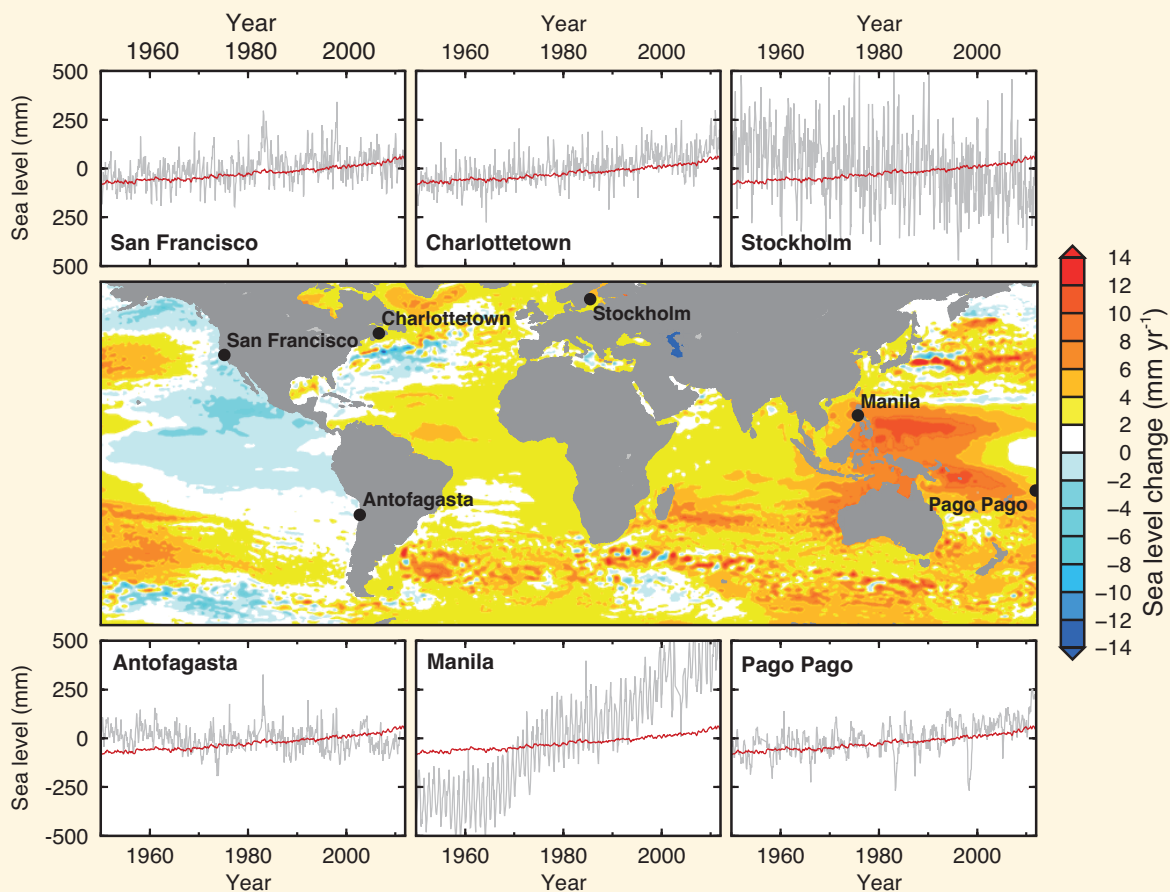 Year Year
1960 1980 2000 1960 1980 2000 1960 1980 2000
Sea level (mm)
500
250
0
250
500
San Francisco
Charlottetown
Stockholm
San Francisco
Charlottetown
Stockholm
Manila
Antofagasta
Pago Pago
14
12
10
8
6
4
2
0
−2
−4
−6
−8
−10
−12
−14
Sea level change (mm yr-1)
Sea level (mm)
500
250
0
-250
-500
Antofagasta
Manila
Pago Pago
1960 1980 2000 1960 1980 2000 1960 1980 2000
Year Year Year